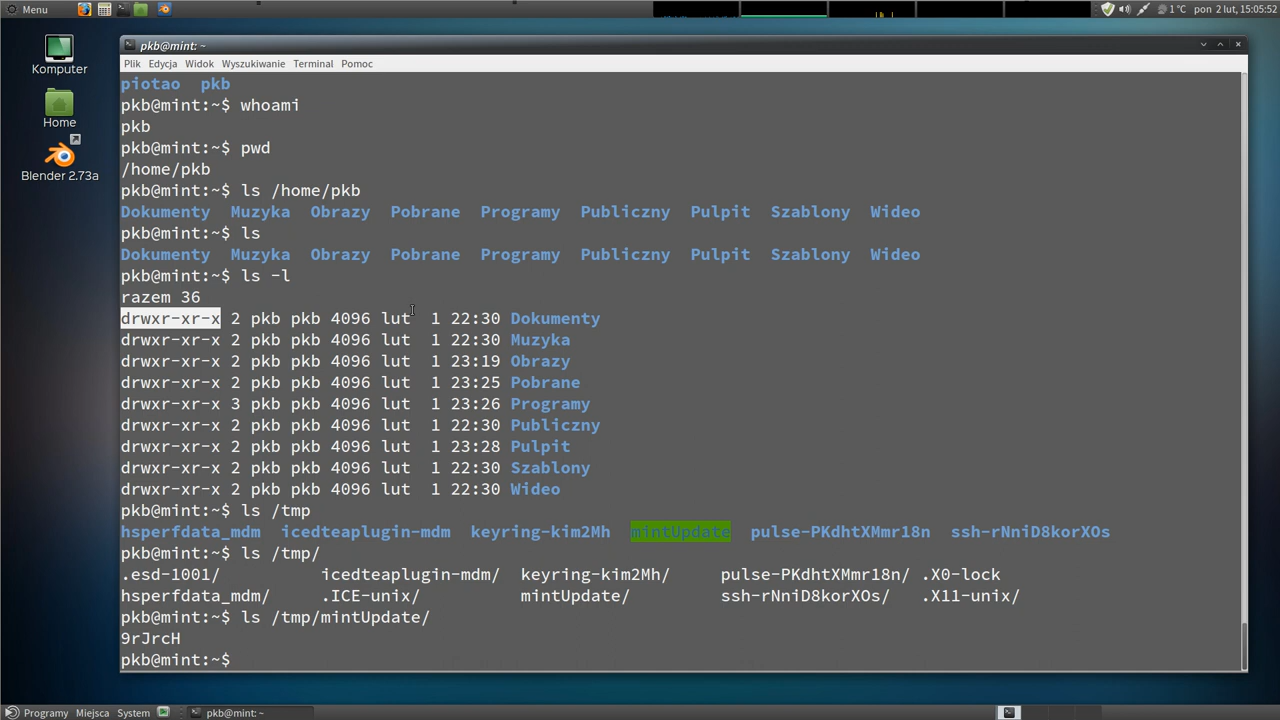 Menu
1 °C pon 2 lut, 15:05:52
Komputer
Home
Blender 2.73a
pkb@mint: ~
Plik Edycja Widok Wyszukiwanie Terminal Pomoc
piotao pkb
pkb@mint:~$ whoami
pkb
pkb@mint:~$ pwd
/home/pkb
pkb@mint:~$ ls /home/pkb
Dokumenty Muzyka Obrazy Pobrane Programy Publiczny Pulpit Szablony Wideo
pkb@mint:~$ ls
Dokumenty Muzyka Obrazy Pobrane Programy Publiczny Pulpit Szablony Wideo
pkb@mint:~$ ls -l
razem 36
drwxr-xr-x 2 pkb pkb 4096 lut 1 22:30 Dokumenty
drwxr-xr-x 2 pkb pkb 4096 lut 1 22:30 Muzyka
drwxr-xr-x 2 pkb pkb 4096 lut 1 23:19 Obrazy
drwxr-xr-x 2 pkb pkb 4096 lut 1 23:25 Pobrane
drwxr-xr-x 3 pkb pkb 4096 lut 1 23:26 Programy
drwxr-xr-x 2 pkb pkb 4096 lut 1 22:30 Publiczny
drwxr-xr-x 2 pkb pkb 4096 lut 1 23:28 Pulpit
drwxr-xr-x 2 pkb pkb 4096 lut 1 22:30 Szablony
drwxr-xr-x 2 pkb pkb 4096 lut 1 22:30 Wideo
pkb@mint:~$ ls /tmp
hsperfdata_mdm icedteaplugin-mdm keyring-kim2Mh mintUpdate pulse-PKdhtXMmr18n ssh-rNniD8korXOs
pkb@mint:~$ ls /tmp/
.esd-1001/ icedteaplugin-mdm/ keyring-kim2Mh/ pulse-PKdhtXMmr18n/ .X0-lock
hsperfdata_mdm/ .ICE-unix/ mintUpdate/ ssh-rNniD8korXOs/ .X11-unix/
pkb@mint:~$ ls /tmp/mintUpdate/
9rJrcH
pkb@mint:~$
Programy Miejsca System pkb@mint: ~